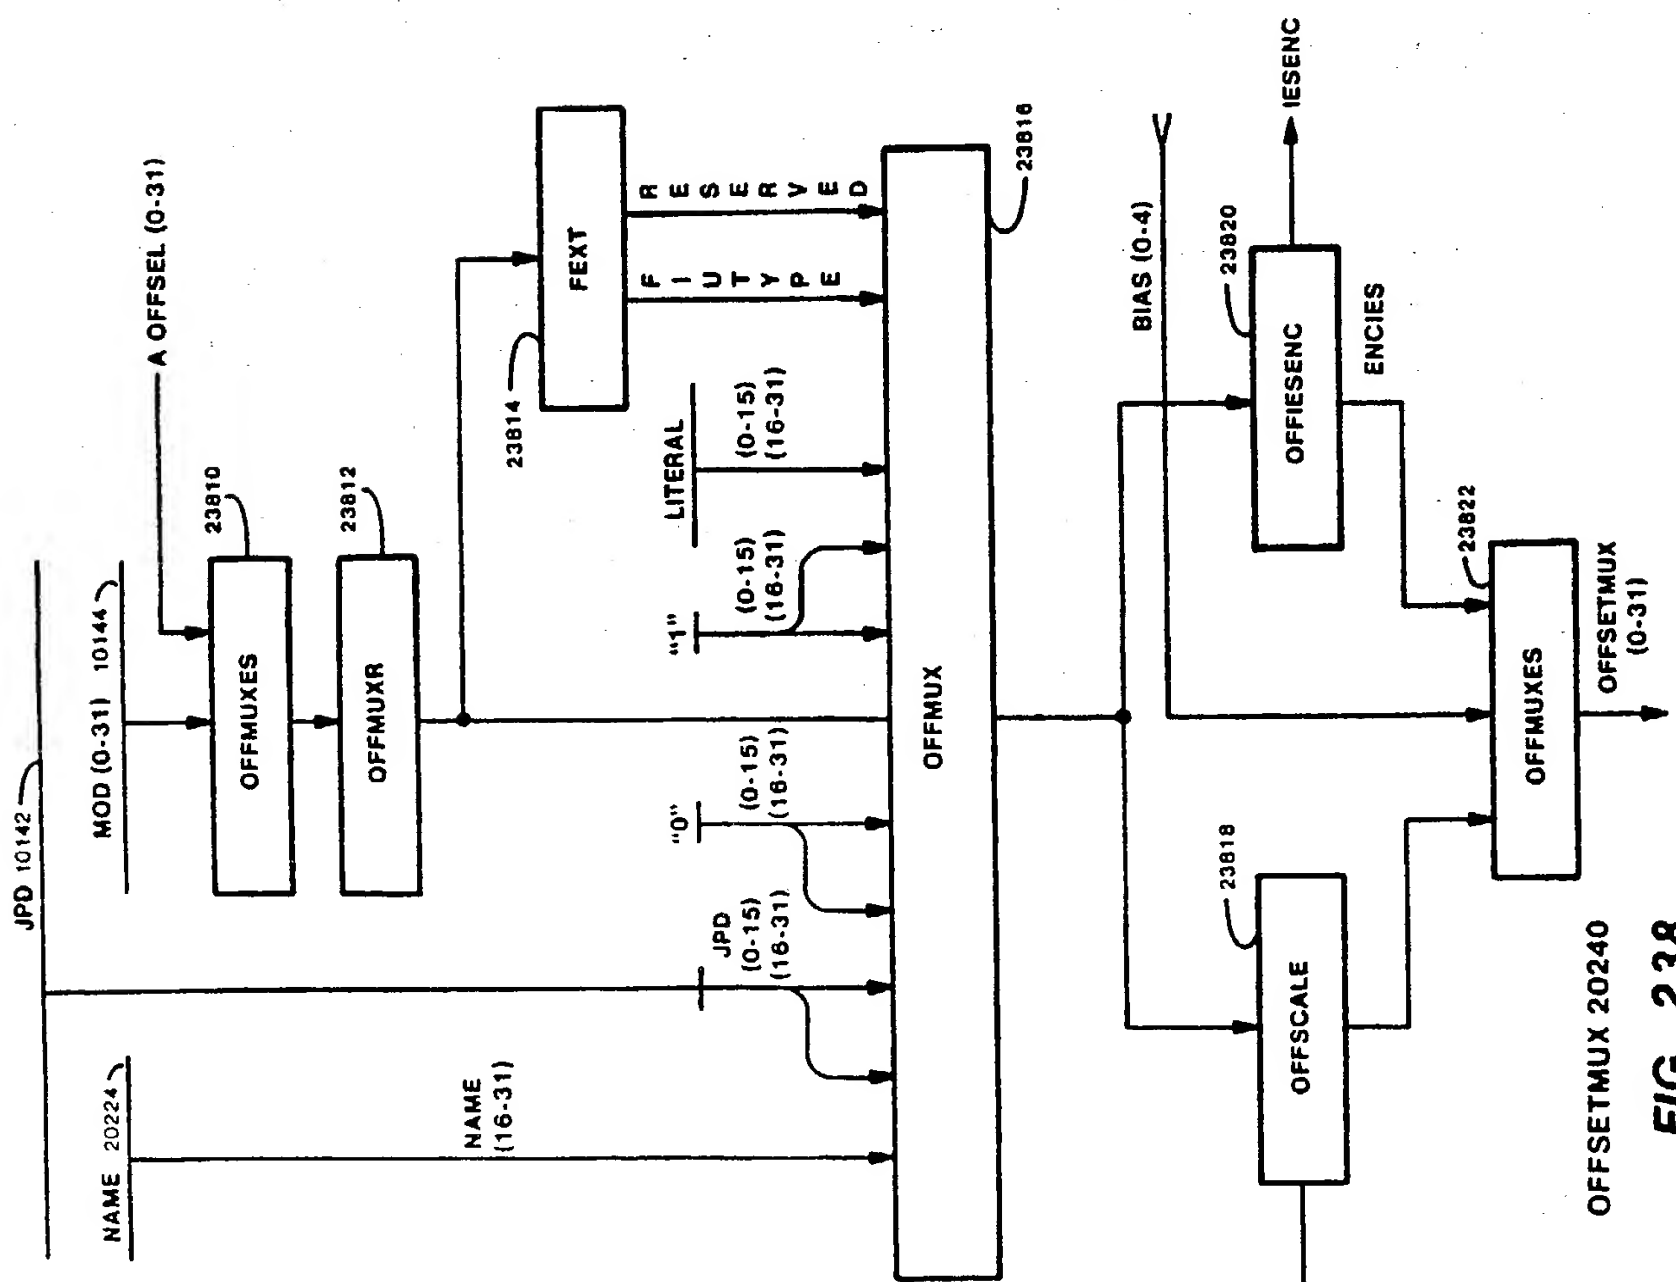 JPD 10142
MOD (0-31) 10144
A OFFSEL (0-31)
NAME 20224
23810
OFFMUXES
23812
OFFMUXR
23814
FEXT
NAME
(16-31)
JPD
(0-15)
(16-31)
"0"
(0-15)
(16-31)
"1"
(0-15)
(16-31)
LITERAL
(0-15)
(16-31)
FIUTYPE
RESERVED
OFFMUX
23816
BIAS (0-4)
23818
OFFSCALE
23820
OFFIESENC
IESENC
ENCIES
23822
OFFMUXES
OFFSETMUX
(0-31)
OFFSETMUX 20240
FIG 238